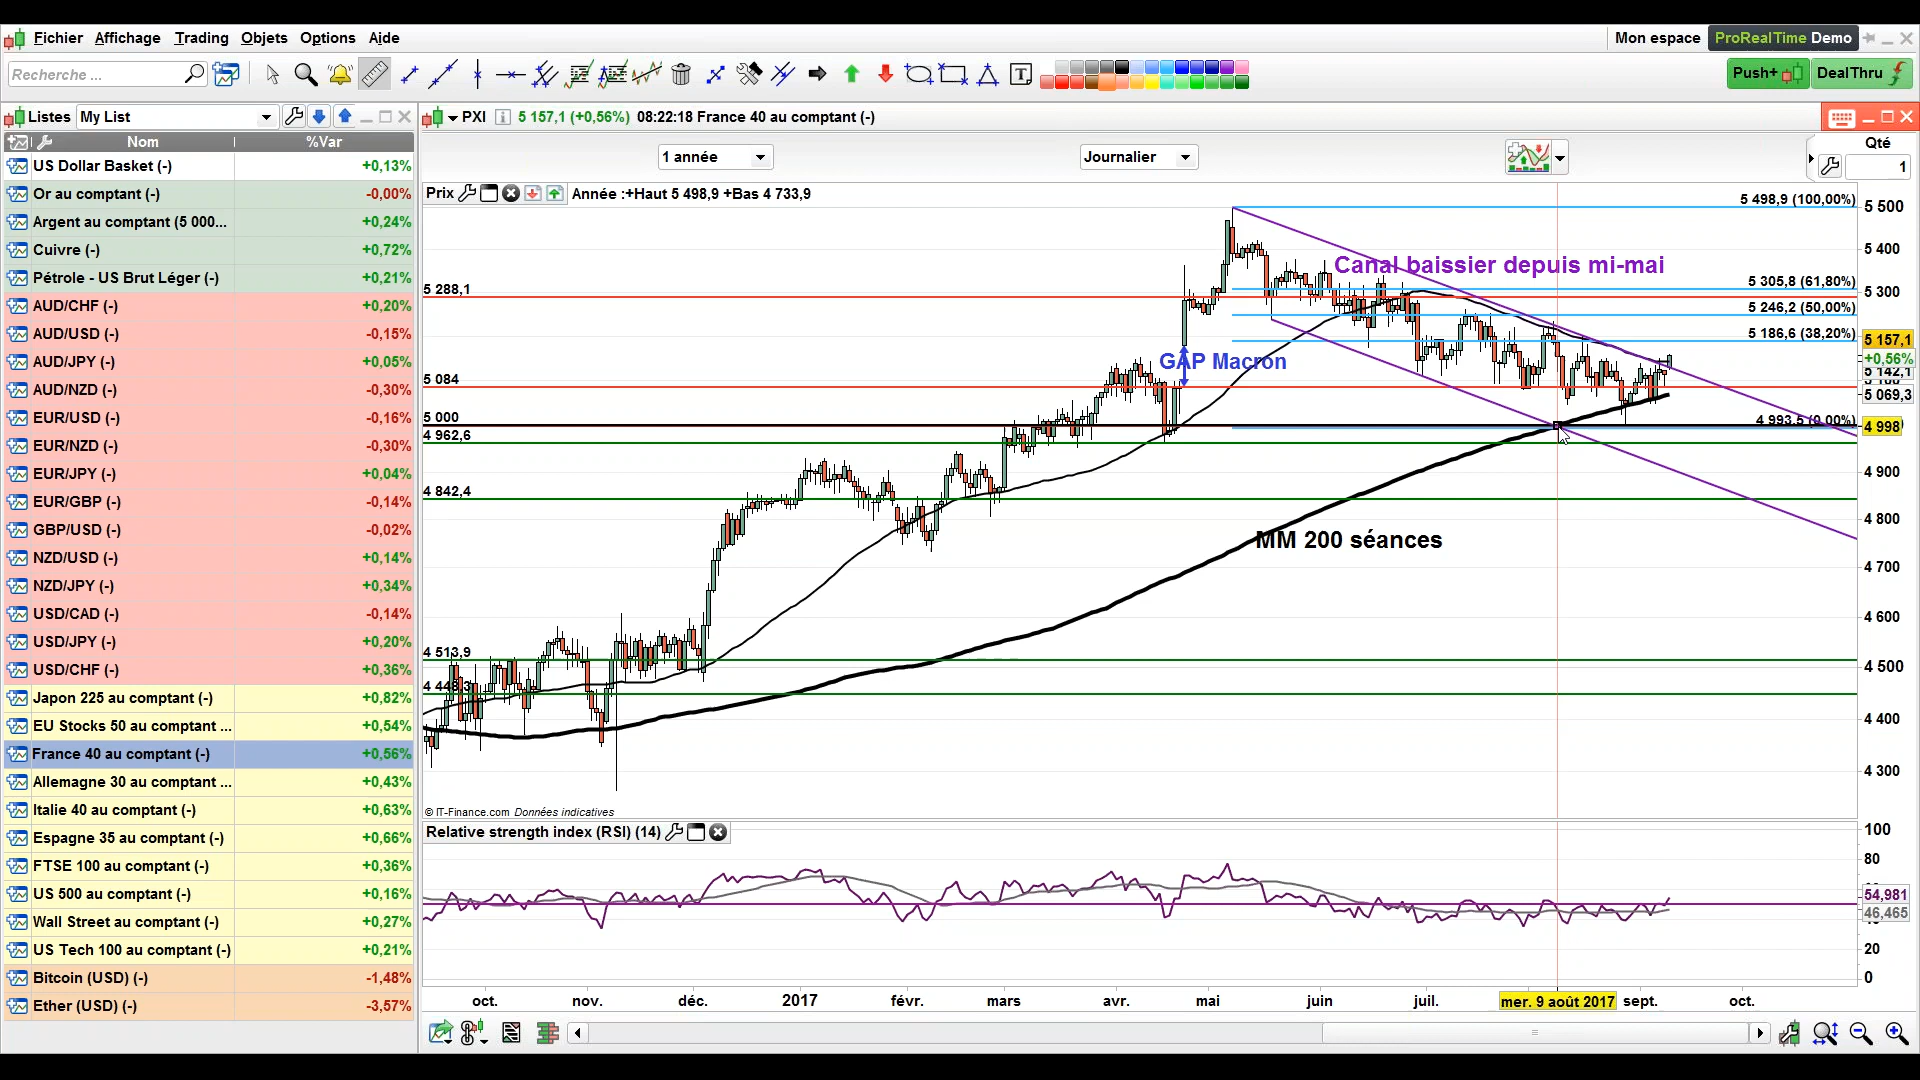 Fichier Affichage Trading Objets Options Aide
Mon espace ProRealTime Demo
Recherche ...
Push+ DealThru
Listes My List
PXI 5 157,1 (+0,56%) 08:22:18 France 40 au comptant (-)
Nom %Var
1 année Journalier
Qté
1
US Dollar Basket (-) +0,13%
Or au comptant (-) -0,00%
Argent au comptant (5 000... +0,24%
Cuivre (-) +0,72%
Pétrole - US Brut Léger (-) +0,21%
AUD/CHF (-) +0,20%
AUD/USD (-) -0,15%
AUD/JPY (-) +0,05%
AUD/NZD (-) -0,30%
EUR/USD (-) -0,16%
EUR/NZD (-) -0,30%
EUR/JPY (-) +0,04%
EUR/CHF (-) +0,00%
EUR/GBP (-) -0,14%
GBP/USD (-) -0,02%
NZD/USD (-) +0,14%
NZD/JPY (-) +0,34%
USD/CAD (-) -0,14%
USD/JPY (-) +0,20%
USD/CHF (-) +0,36%
Japon 225 au comptant (-) +0,82%
EU Stocks 50 au comptant ... +0,54%
France 40 au comptant (-) +0,56%
Allemagne 30 au comptant ... +0,43%
Italie 40 au comptant (-) +0,63%
Espagne 35 au comptant (-) +0,66%
FTSE 100 au comptant (-) +0,36%
US 500 au comptant (-) +0,16%
Wall Street au comptant (-) +0,27%
US Tech 100 au comptant (-) +0,21%
Bitcoin (USD) (-) -1,48%
Ether (USD) (-) -3,57%
Prix Année :+Haut 5 498,9 +Bas 4 733,9
5 498,9 (100,00%) 5 500
5 400
Canal baissier depuis mi-mai
5 305,8 (61,80%)
5 288,1
5 300
5 246,2 (50,00%)
5 186,6 (38,20%)
5 157,1
+0,56%
GAP Macron
5 142,1
5 084
5 069,3
5 000
4 993,5 (0,00%)
4 998
4 962,6
4 900
4 842,4
4 800
MM 200 séances
4 700
4 600
4 513,9
4 500
4 448,3
4 400
4 300
© IT-Finance.com Données indicatives
Relative strength index (RSI) (14)
100
80
54,981
46,465
20
0
oct. nov. déc. 2017 févr. mars avr. mai juin juil. mer. 9 août 2017 sept. oct.